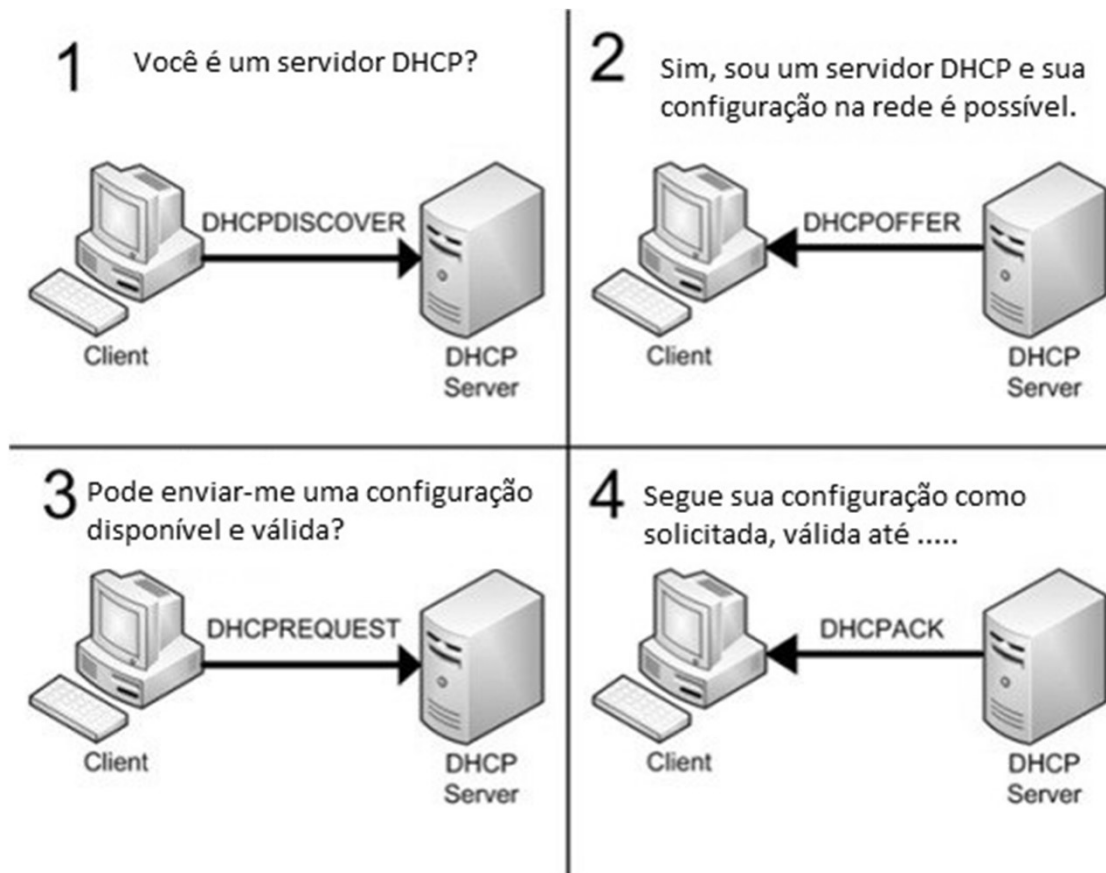 1
Você é um servidor DHCP?
DHCPDISCOVER
Client
DHCP
Server
2
Sim, sou um servidor DHCP e sua
configuração na rede é possível.
DHCPOFFER
Client
DHCP
Server
3
Pode enviar-me uma configuração
disponível e válida?
DHCPREQUEST
Client
DHCP
Server
4
Segue sua configuração como
solicitada, válida até .....
DHCPACK
Client
DHCP
Server